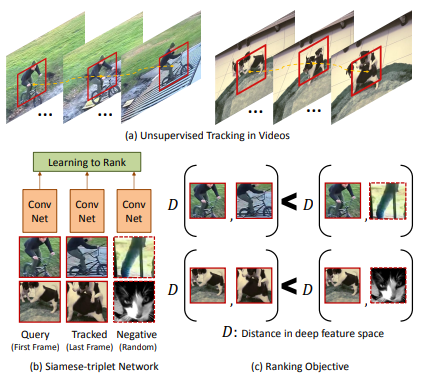 ... ...
... ...
(a) Unsupervised Tracking in Videos
Learning to Rank
Conv Net
Conv Net
Conv Net
Query
(First Frame)
Tracked
(Last Frame)
Negative
(Random)
(b) Siamese-triplet Network
D ( , ) < D ( , )
D ( , ) < D ( , )
D: Distance in deep feature space
(c) Ranking Objective